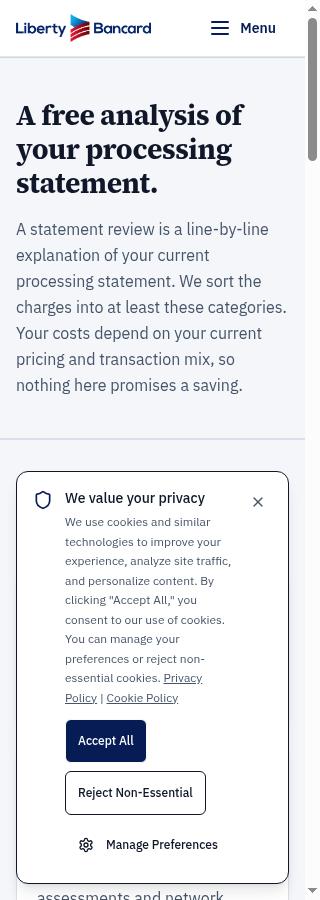 Liberty Bancard
Menu
A free analysis of
your processing
statement.
A statement review is a line-by-line
explanation of your current
processing statement. We sort the
charges into at least these categories.
Your costs depend on your current
pricing and transaction mix, so
nothing here promises a saving.
We value your privacy
We use cookies and similar
technologies to improve your
experience, analyze site traffic,
and personalize content. By
clicking "Accept All," you
consent to our use of cookies.
You can manage your
preferences or reject non-
essential cookies. Privacy
Policy | Cookie Policy
Accept All
Reject Non-Essential
Manage Preferences
assessments and network